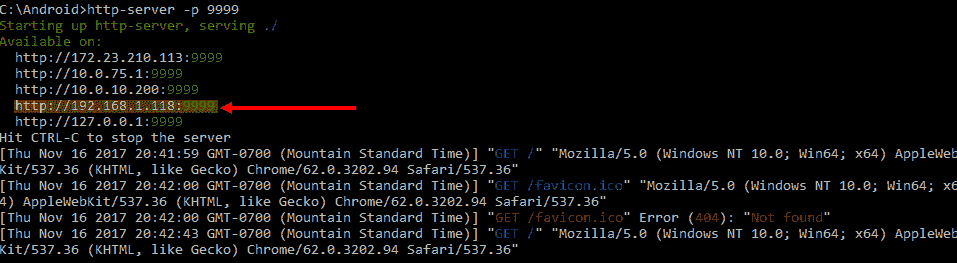 C:\Android>http-server -p 9999
Starting up http-server, serving ./
Available on:
http://172.23.210.113:9999
http://10.0.75.1:9999
http://10.0.10.200:9999
http://192.168.1.118:9999
http://127.0.0.1:9999
Hit CTRL-C to stop the server
[Thu Nov 16 2017 20:41:59 GMT-0700 (Mountain Standard Time)] "GET /" "Mozilla/5.0 (Windows NT 10.0; Win64; x64) AppleWeb
Kit/537.36 (KHTML, like Gecko) Chrome/62.0.3202.94 Safari/537.36"
[Thu Nov 16 2017 20:42:00 GMT-0700 (Mountain Standard Time)] "GET /favicon.ico" "Mozilla/5.0 (Windows NT 10.0; Win64; x6
4) AppleWebKit/537.36 (KHTML, like Gecko) Chrome/62.0.3202.94 Safari/537.36"
[Thu Nov 16 2017 20:42:00 GMT-0700 (Mountain Standard Time)] "GET /favicon.ico" Error (404): "Not found"
[Thu Nov 16 2017 20:42:43 GMT-0700 (Mountain Standard Time)] "GET /" "Mozilla/5.0 (Windows NT 10.0; Win64; x64) AppleWeb
Kit/537.36 (KHTML, like Gecko) Chrome/62.0.3202.94 Safari/537.36"